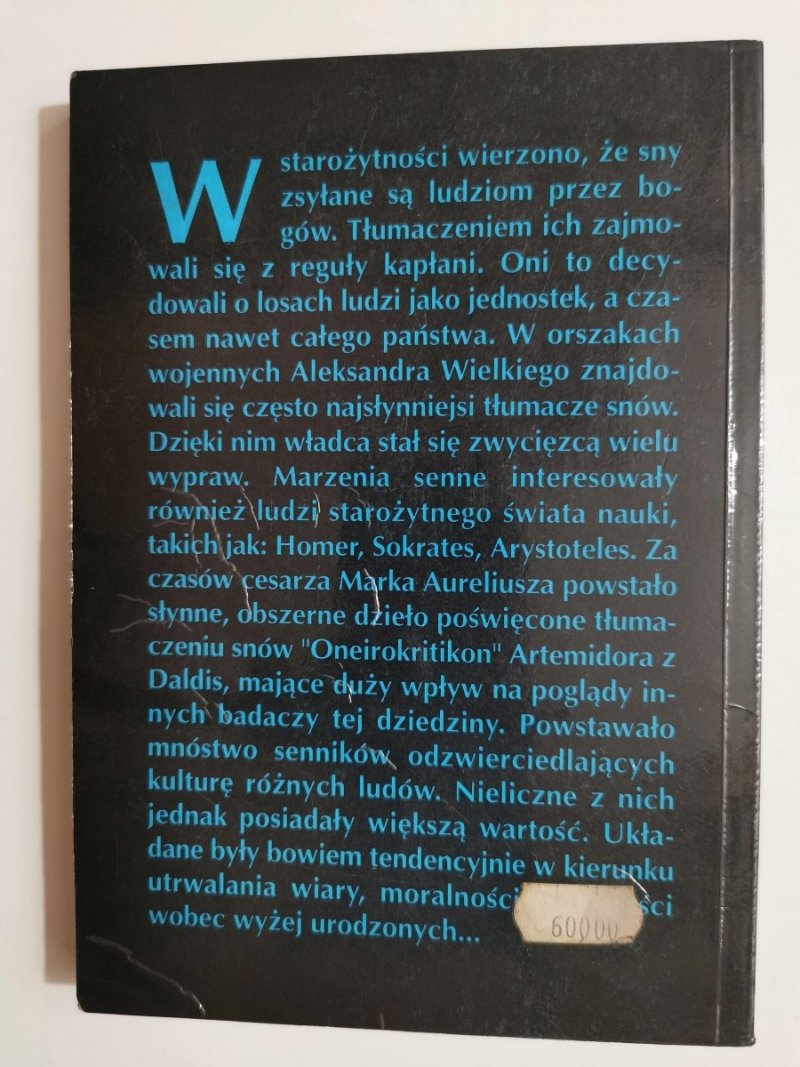 W starożytności wierzono, że sny
zsyłane są ludziom przez bo-
gów. Tłumaczeniem ich zajmo-
wali się z reguły kapłani. Oni to decy-
dowali o losach ludzi jako jednostek, a cza-
sem nawet całego państwa. W orszakach
wojennych Aleksandra Wielkiego znajdo-
wali się często najsłynniejsi tłumacze snów.
Dzięki nim władca stał się zwycięzcą wielu
wypraw. Marzenia senne interesowały
również ludzi starożytnego świata nauki,
takich jak: Homer, Sokrates, Arystoteles. Za
czasów cesarza Marka Aureliusza powstało
słynne, obszerne dzieło poświęcone tłuma-
czeniu snów "Oneirokritikon" Artemidora z
Daldis, mające duży wpływ na poglądy in-
nych badaczy tej dziedziny. Powstawało
mnóstwo senników odzwierciedlających
kulturę różnych ludów. Nieliczne z nich
jednak posiadały większą wartość. Ukła-
dane były bowiem tendencyjnie w kierunku
utrwalania wiary, moralności
wobec wyżej urodzonych...
60000